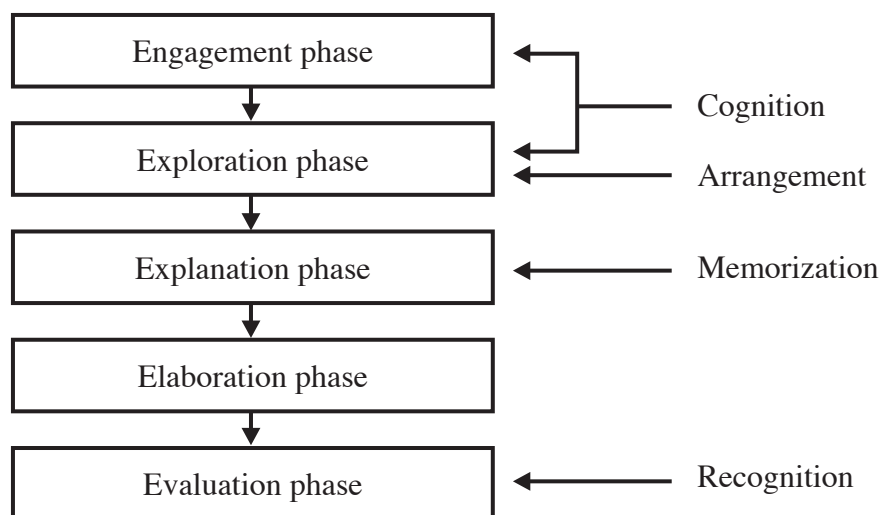 Engagement phase
Cognition
Exploration phase
Arrangement
Explanation phase
Memorization
Elaboration phase
Evaluation phase
Recognition